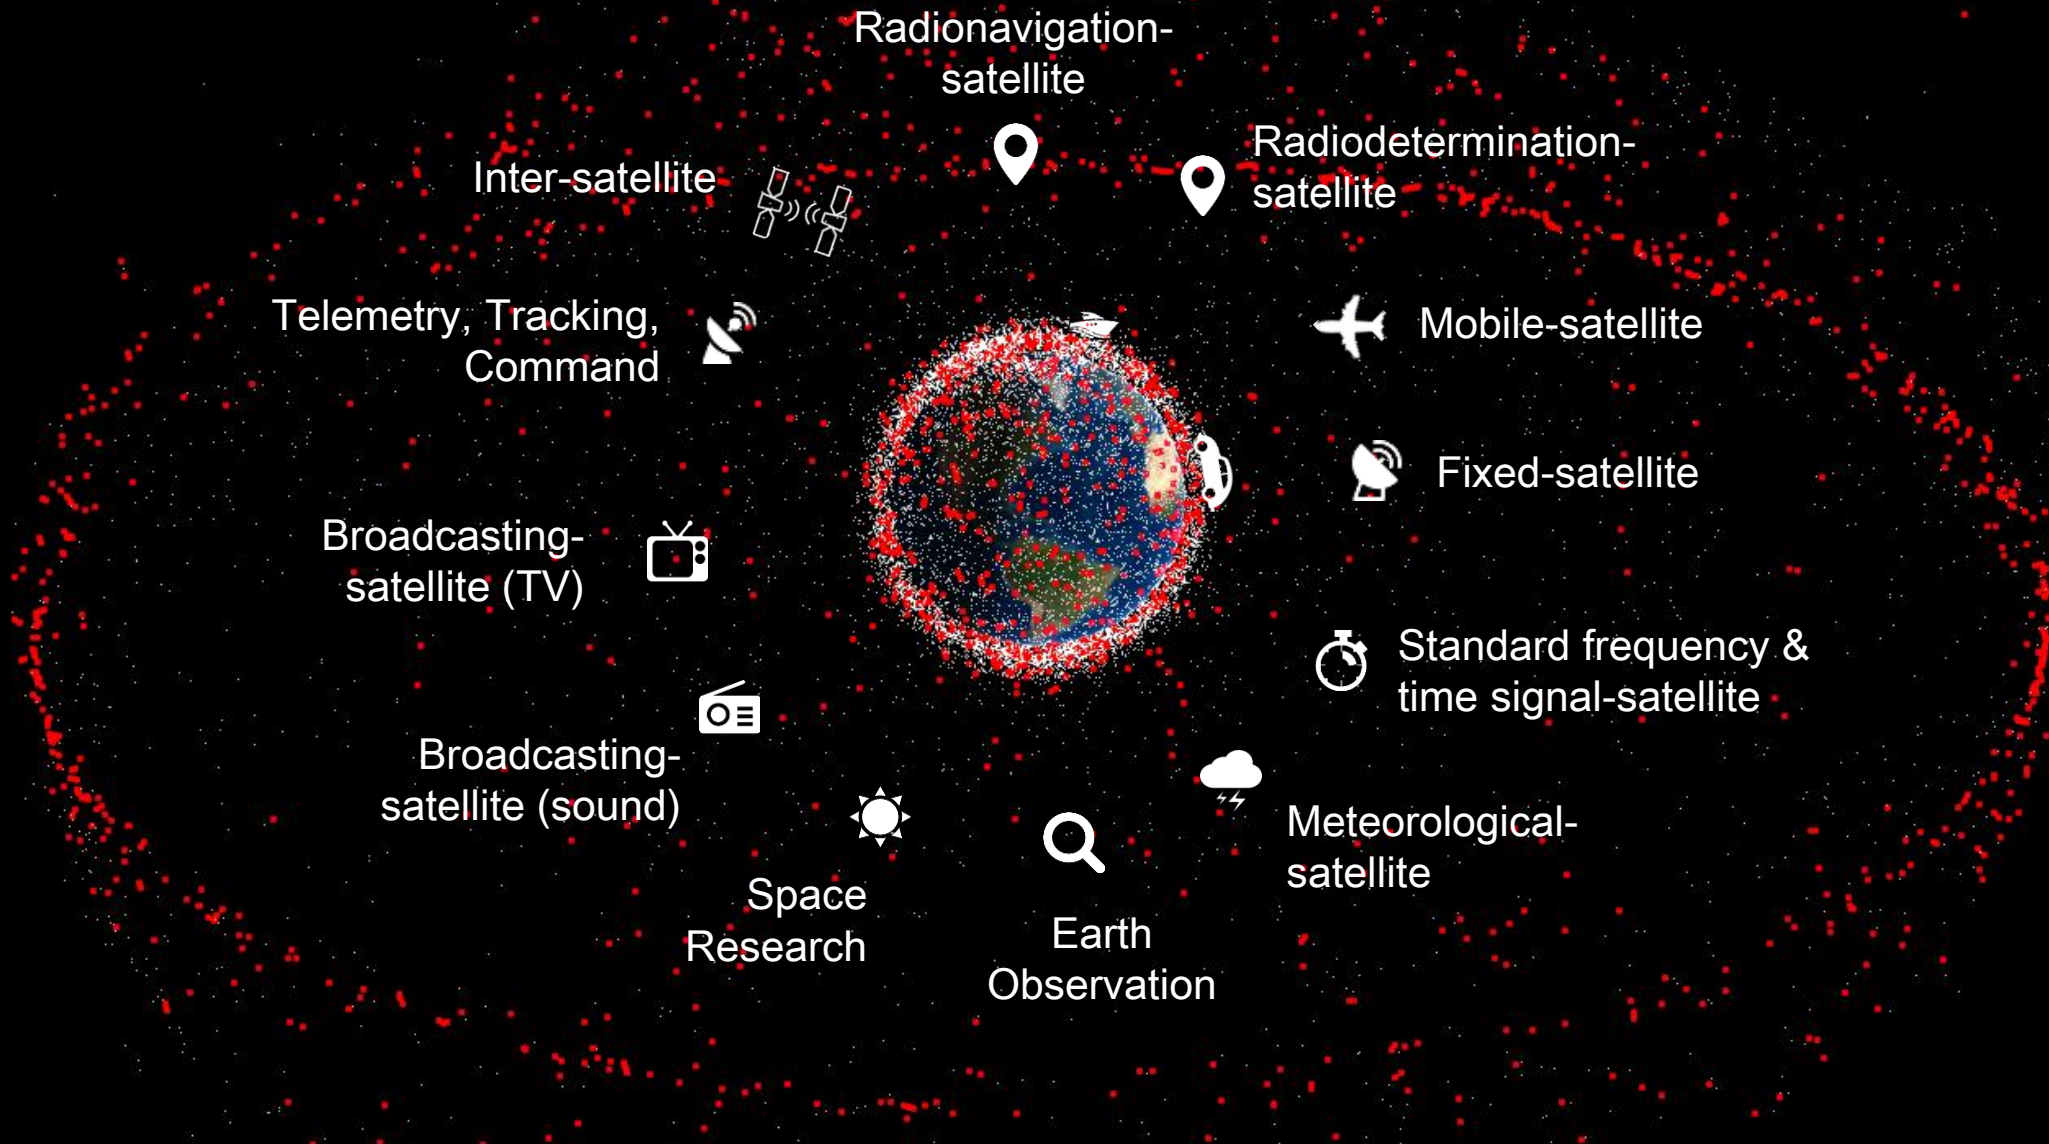 Radionavigation-
satellite
Radiodetermination-
satellite
Inter-satellite
Telemetry, Tracking,
Command
Mobile-satellite
Fixed-satellite
Broadcasting-
satellite (TV)
Standard frequency &
time signal-satellite
Broadcasting-
satellite (sound)
Meteorological-
satellite
Space
Research
Earth
Observation